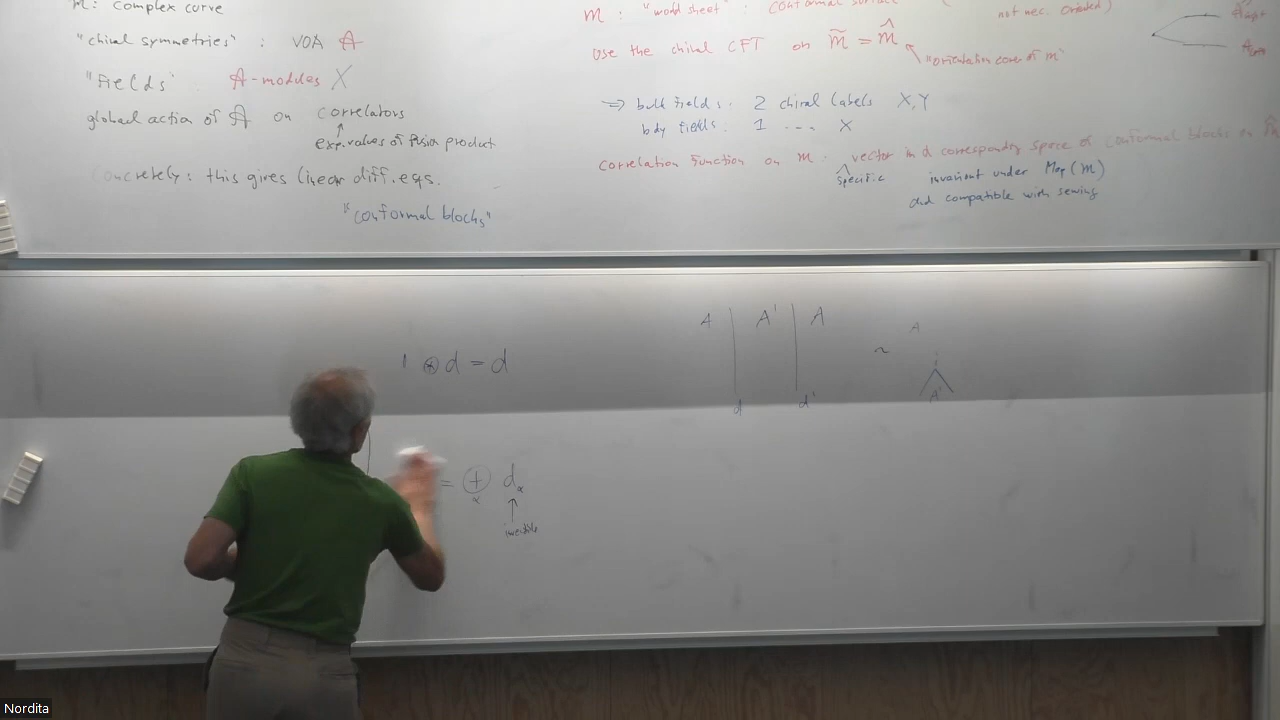 M: complex curve
"chiral symmetries" : VOA A
"Fields" : A-modules X
global action of A on correlators
exp. values of fusion product
concretely: this gives linear diff. eqs.
"conformal blocks"
M : "world sheet" : conformal surface ( not nec. oriented)
Use the chiral CFT on M̃ = M̂
"orientation cover of M"
⇒ bulk fields: 2 chiral labels X,Y
bdy fields: 1 --- X
correlation function on M : vector in a corresponding space of conformal blocks on M̂
specific
invariant under Map(M)
and compatible with sewing
1 ⊗ d = d
= ⊕ d_α
α
invertible
A | A' | A
d d'
~
A
A'
Nordita